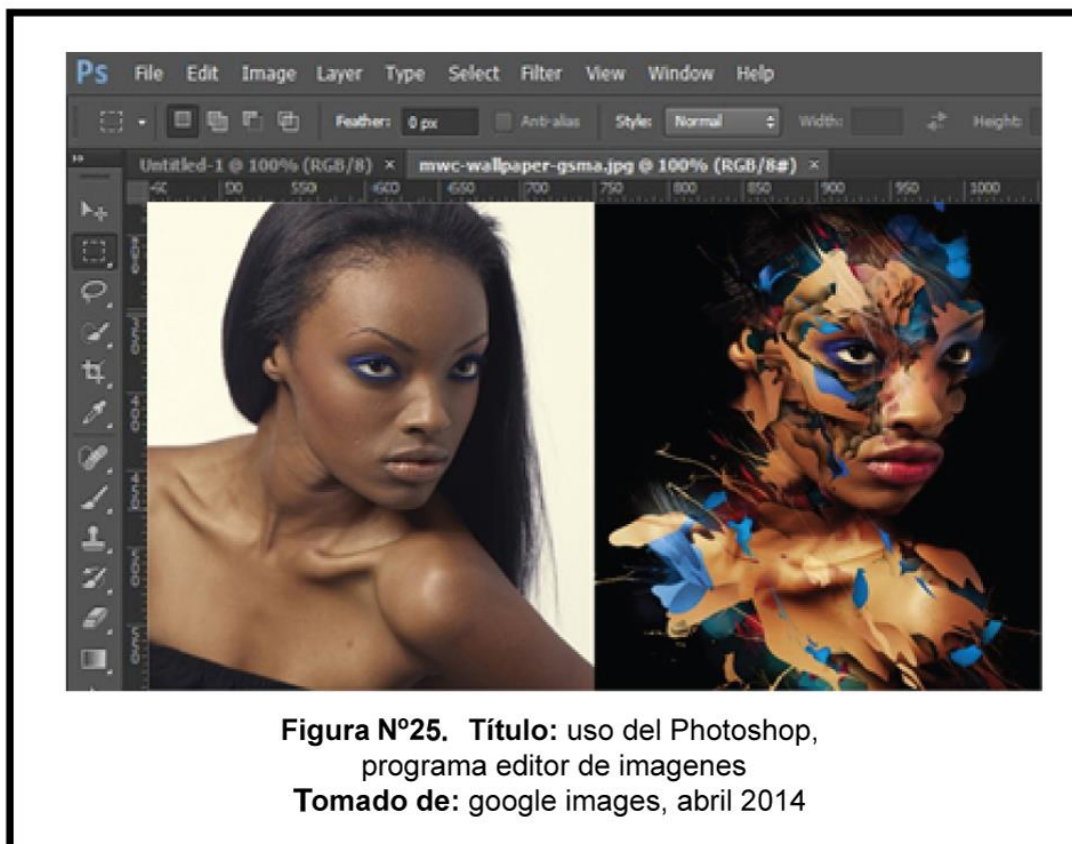 Ps File Edit Image Layer Type Select Filter View Window Help
Feather: 0 px Anti-alias Style: Normal Width: Height:
Untitled-1 @ 100% (RGB/8) × mwc-wallpaper-gsma.jpg @ 100% (RGB/8#) ×
550 600 650 700 750 800 850 900 950 1000
Figura Nº25. Título: uso del Photoshop,
programa editor de imagenes
Tomado de: google images, abril 2014